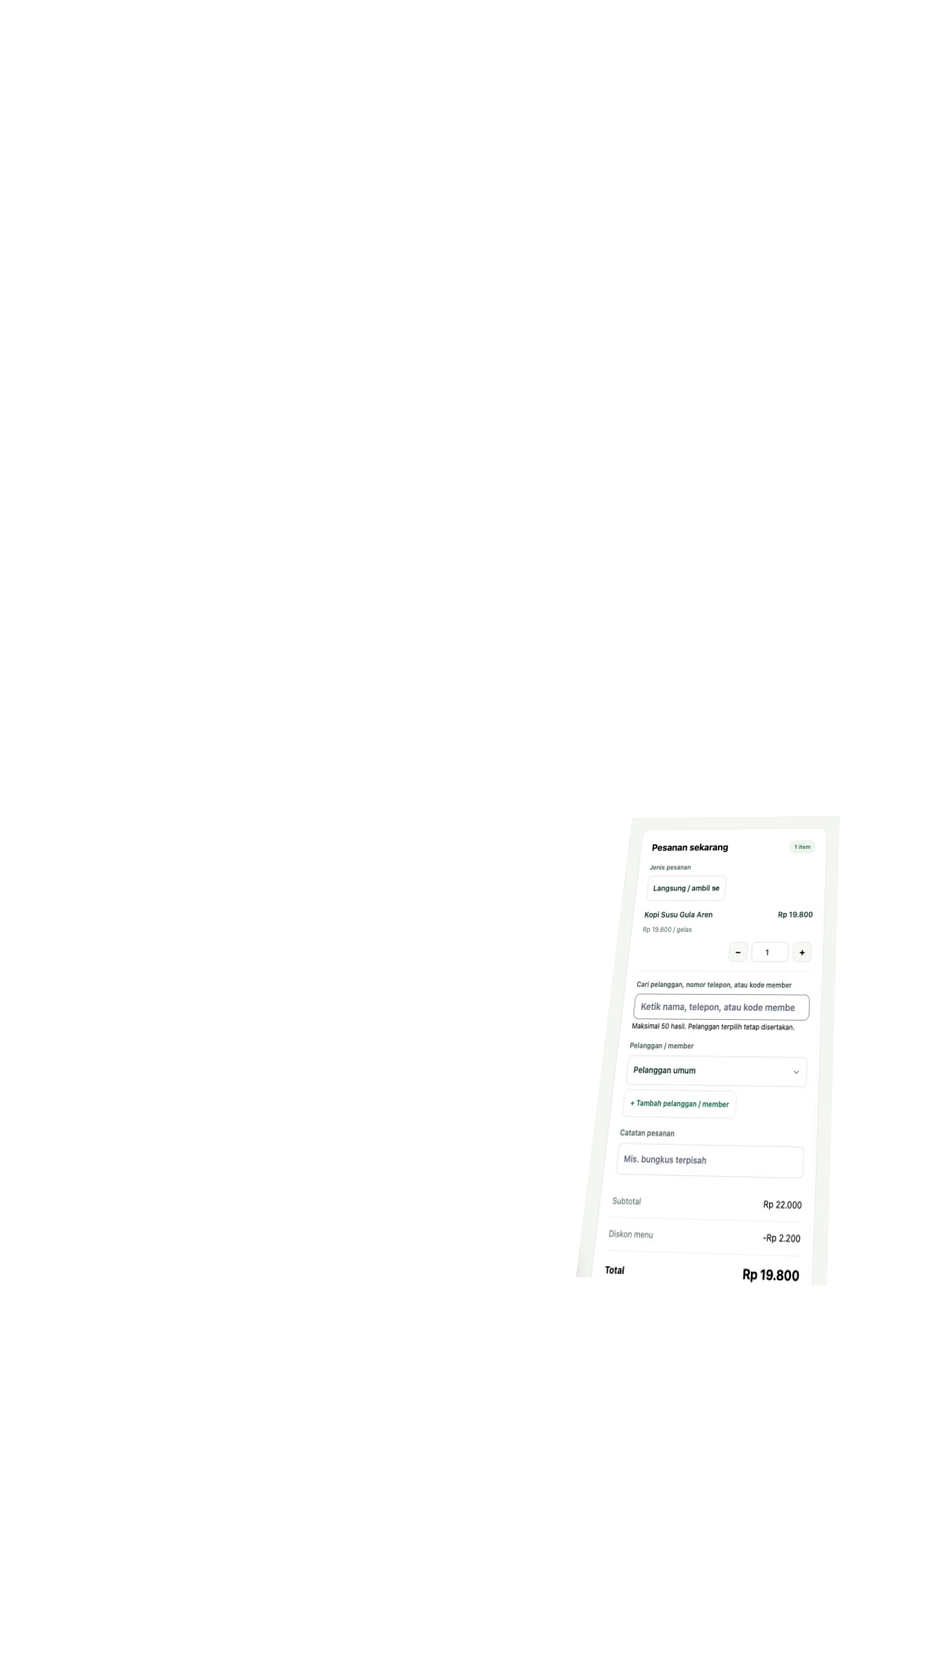 Pesanan sekarang
1 item
Jenis pesanan
Langsung / ambil se
Kopi Susu Gula Aren
Rp 19.800
Rp 19.800 / gelas
−
1
+
Cari pelanggan, nomor telepon, atau kode member
Ketik nama, telepon, atau kode membe
Maksimal 50 hasil. Pelanggan terpilih tetap disertakan.
Pelanggan / member
Pelanggan umum
+ Tambah pelanggan / member
Catatan pesanan
Mis. bungkus terpisah
Subtotal
Rp 22.000
Diskon menu
-Rp 2.200
Total
Rp 19.800